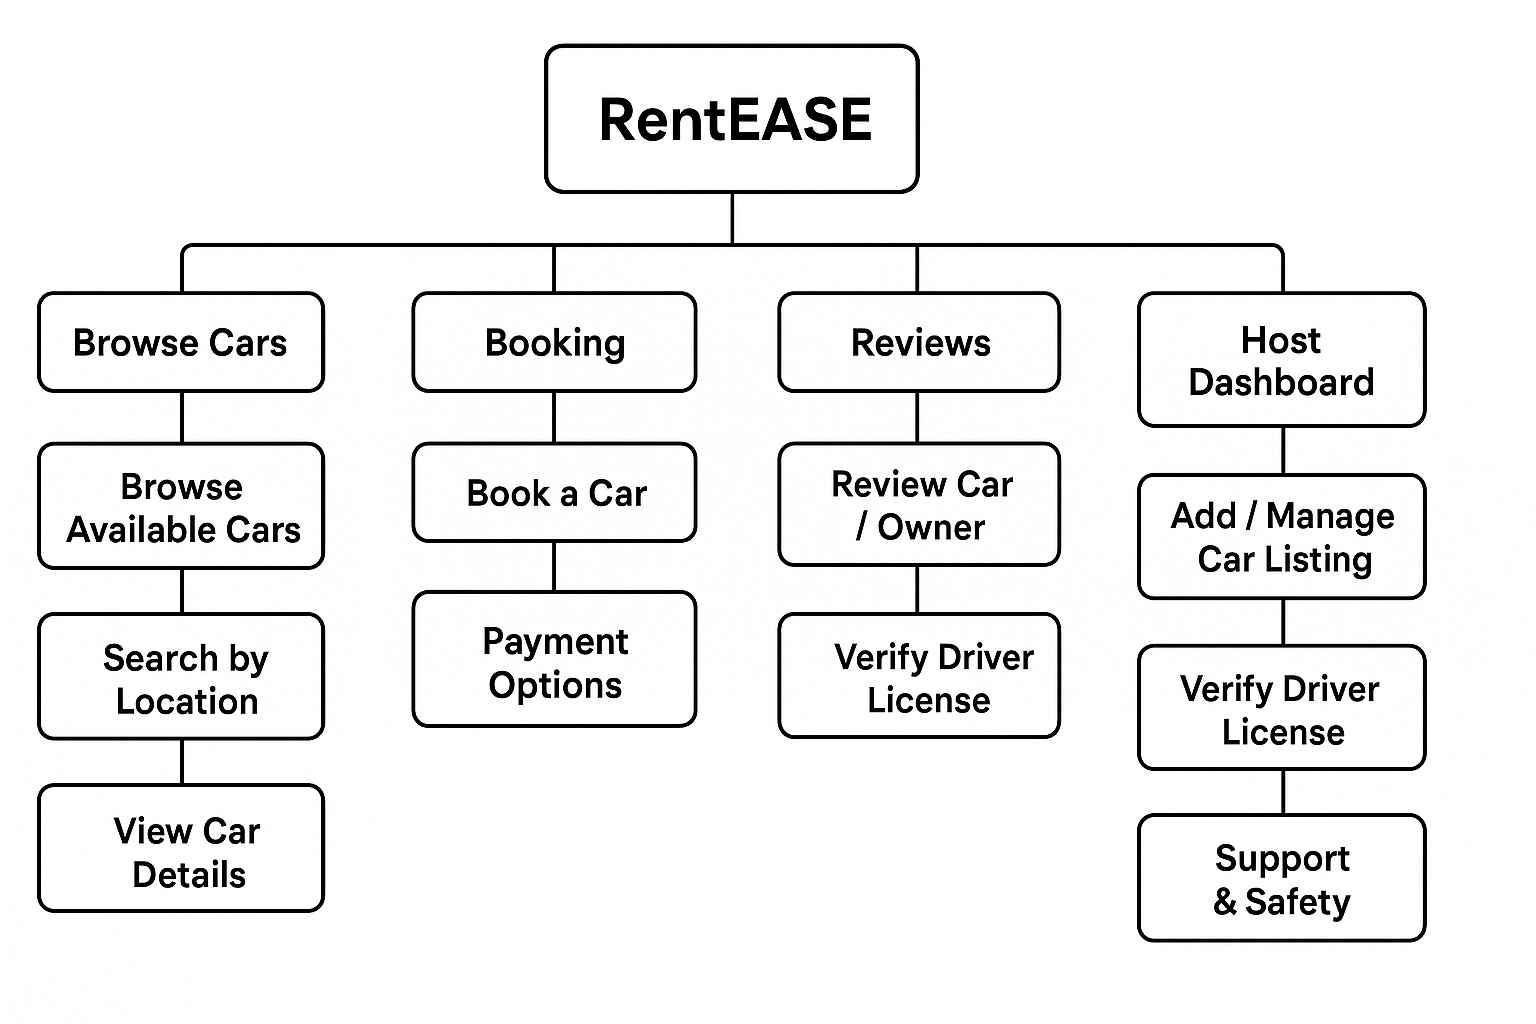 RentEASE
Browse Cars
Booking
Reviews
Host
Dashboard
Browse
Available Cars
Book a Car
Review Car
/ Owner
Add / Manage
Car Listing
Search by
Location
Payment
Options
Verify Driver
License
Verify Driver
License
View Car
Details
Support
& Safety